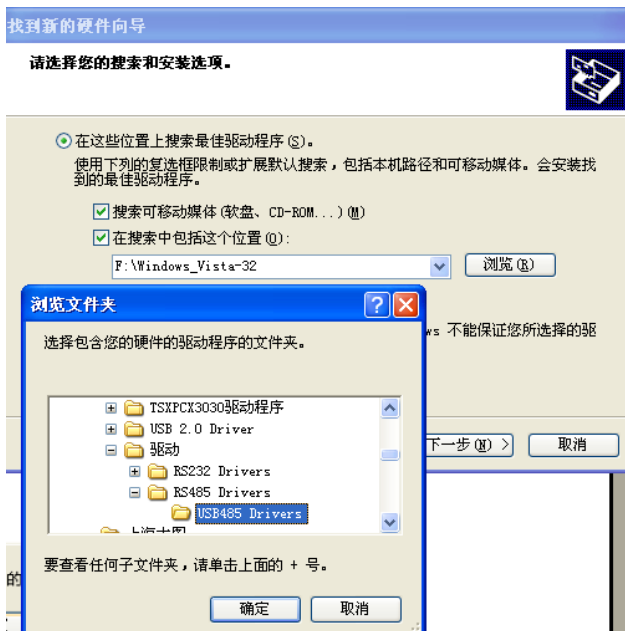 找到新的硬件向导
请选择您的搜索和安装选项。
在这些位置上搜索最佳驱动程序(S)。
使用下列的复选框限制或扩展默认搜索，包括本机路径和可移动媒体。会安装找
到的最佳驱动程序。
搜索可移动媒体(软盘、CD-ROM...)(M)
在搜索中包括这个位置(O):
F:\Windows_Vista-32
浏览(R)
浏览文件夹
ws 不能保证您所选择的驱
选择包含您的硬件的驱动程序的文件夹。
TSXPCX3030驱动程序
USB 2.0 Driver
驱动
RS232 Drivers
RS485 Drivers
USB485 Drivers
下一步(N) >
取消
要查看任何子文件夹，请单击上面的 + 号。
的
确定
取消